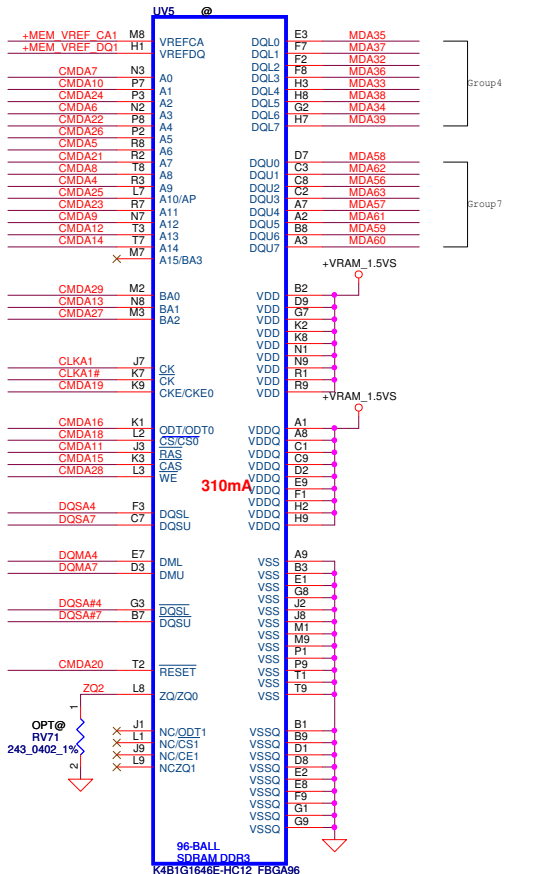 UV5 @
+MEM_VREF_CA1 M8 VREFCA DQL0 E3 MDA35
+MEM_VREF_DQ1 H1 VREFDQ DQL1 F7 MDA37
DQL2 F2 MDA32
CMDA7 N3 A0 DQL3 F8 MDA36
CMDA10 P7 A1 DQL4 H3 MDA33
CMDA24 P3 A2 DQL5 H8 MDA38
CMDA6 N2 A3 DQL6 G2 MDA34
CMDA22 P8 A4 DQL7 H7 MDA39
Group4
CMDA26 P2 A5
CMDA5 R8 A6
CMDA21 R2 A7 DQU0 D7 MDA58
CMDA8 T8 A8 DQU1 C3 MDA62
CMDA4 R3 A9 DQU2 C8 MDA56
CMDA25 L7 A10/AP DQU3 C2 MDA63
CMDA23 R7 A11 DQU4 A7 MDA57
CMDA9 N7 A12 DQU5 A2 MDA61
CMDA12 T3 A13 DQU6 B8 MDA59
CMDA14 T7 A14 DQU7 A3 MDA60
Group7
M7 A15/BA3
+VRAM_1.5VS
CMDA29 M2 BA0 VDD B2
CMDA13 N8 BA1 VDD D9
CMDA27 M3 BA2 VDD G7
VDD K2
VDD K8
VDD N1
CLKA1 J7 CK VDD N9
CLKA1# K7 CK VDD R1
CMDA19 K9 CKE/CKE0 VDD R9
+VRAM_1.5VS
CMDA16 K1 ODT/ODT0 VDDQ A1
CMDA18 L2 CS/CS0 VDDQ A8
CMDA11 J3 RAS VDDQ C1
CMDA15 K3 CAS VDDQ C9
CMDA28 L3 WE VDDQ D2
310mA VDDQ E9
VDDQ F1
DQSA4 F3 DQSL VDDQ H2
DQSA7 C7 DQSU VDDQ H9
DQMA4 E7 DML VSS A9
DQMA7 D3 DMU VSS B3
VSS E1
VSS G8
DQSA#4 G3 DQSL VSS J2
DQSA#7 B7 DQSU VSS J8
VSS M1
VSS M9
VSS P1
CMDA20 T2 RESET VSS P9
VSS T1
ZQ2 L8 ZQ/ZQ0 VSS T9
1
OPT@
RV71
243_0402_1%
2
J1 NC/ODT1 VSSQ B1
L1 NC/CS1 VSSQ B9
J9 NC/CE1 VSSQ D1
L9 NCZQ1 VSSQ D8
VSSQ E2
VSSQ E8
VSSQ F9
VSSQ G1
VSSQ G9
96-BALL
SDRAM DDR3
K4B1G1646E-HC12_FBGA96